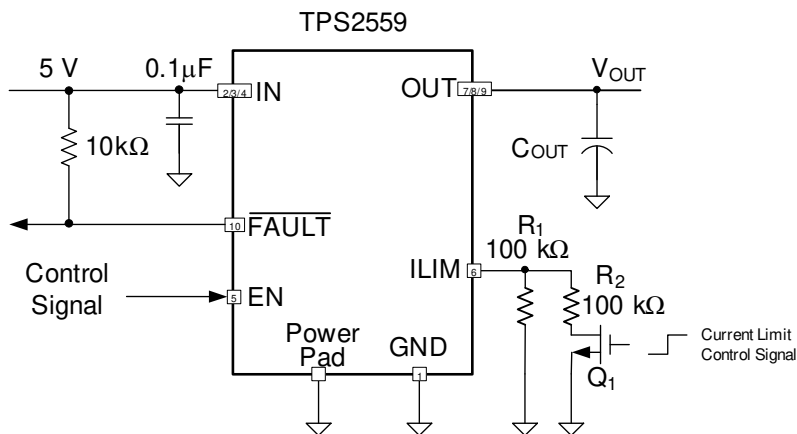 TPS2559
5 V
0.1µF
2/3/4
IN
OUT
7/8/9
VOUT
10kΩ
COUT
10
FAULT
R1
100 kΩ
ILIM
6
R2
100 kΩ
Control
Signal
5
EN
Power
Pad
GND
1
Q1
Current Limit
Control Signal